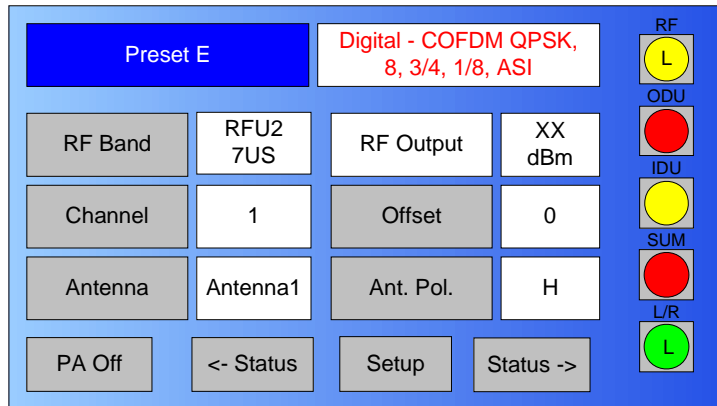 Preset E
Digital - COFDM QPSK,
8, 3/4, 1/8, ASI
RF
L
ODU
RF Band
RFU2
7US
RF Output
XX
dBm
IDU
Channel
1
Offset
0
SUM
Antenna
Antenna1
Ant. Pol.
H
L/R
L
PA Off
<- Status
Setup
Status ->